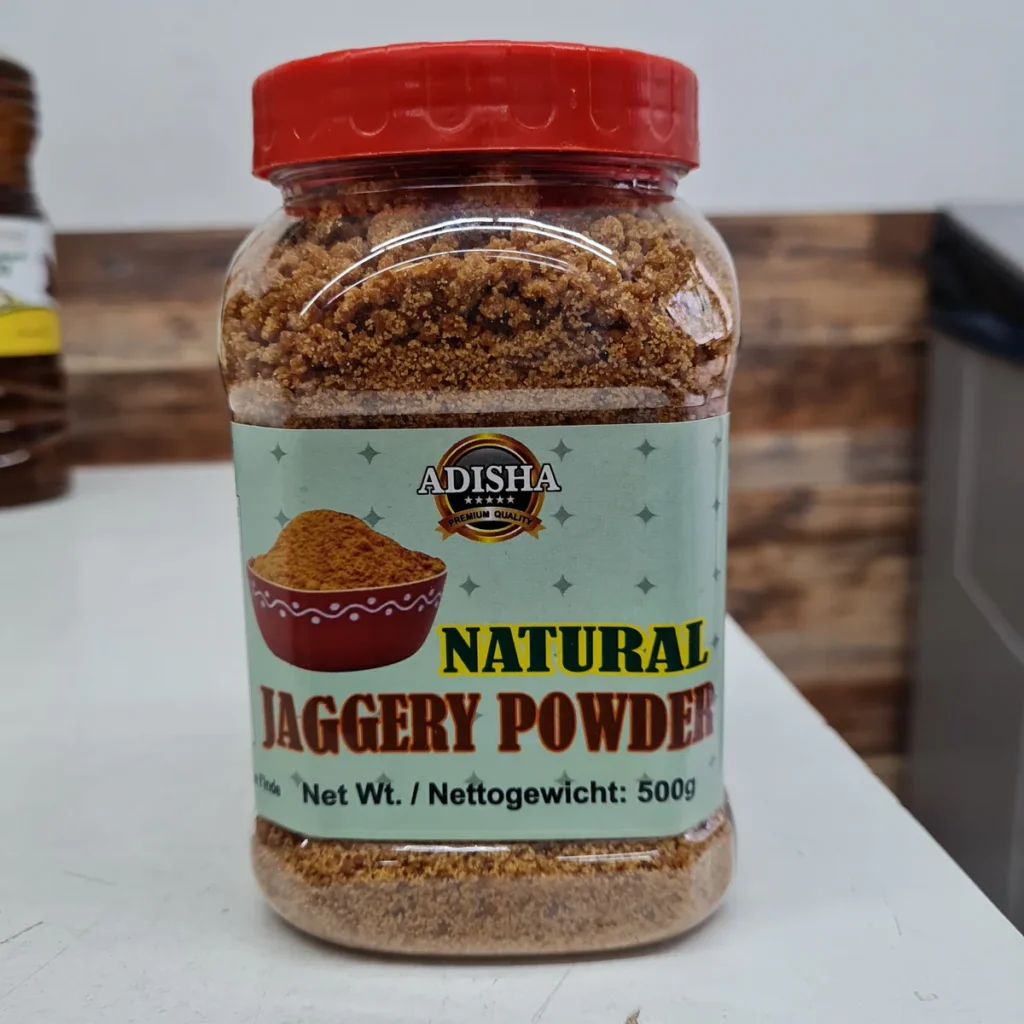 ADISHA
PREMIUM QUALITY
NATURAL
JAGGERY POWDER
Net Wt. / Nettogewicht: 500g